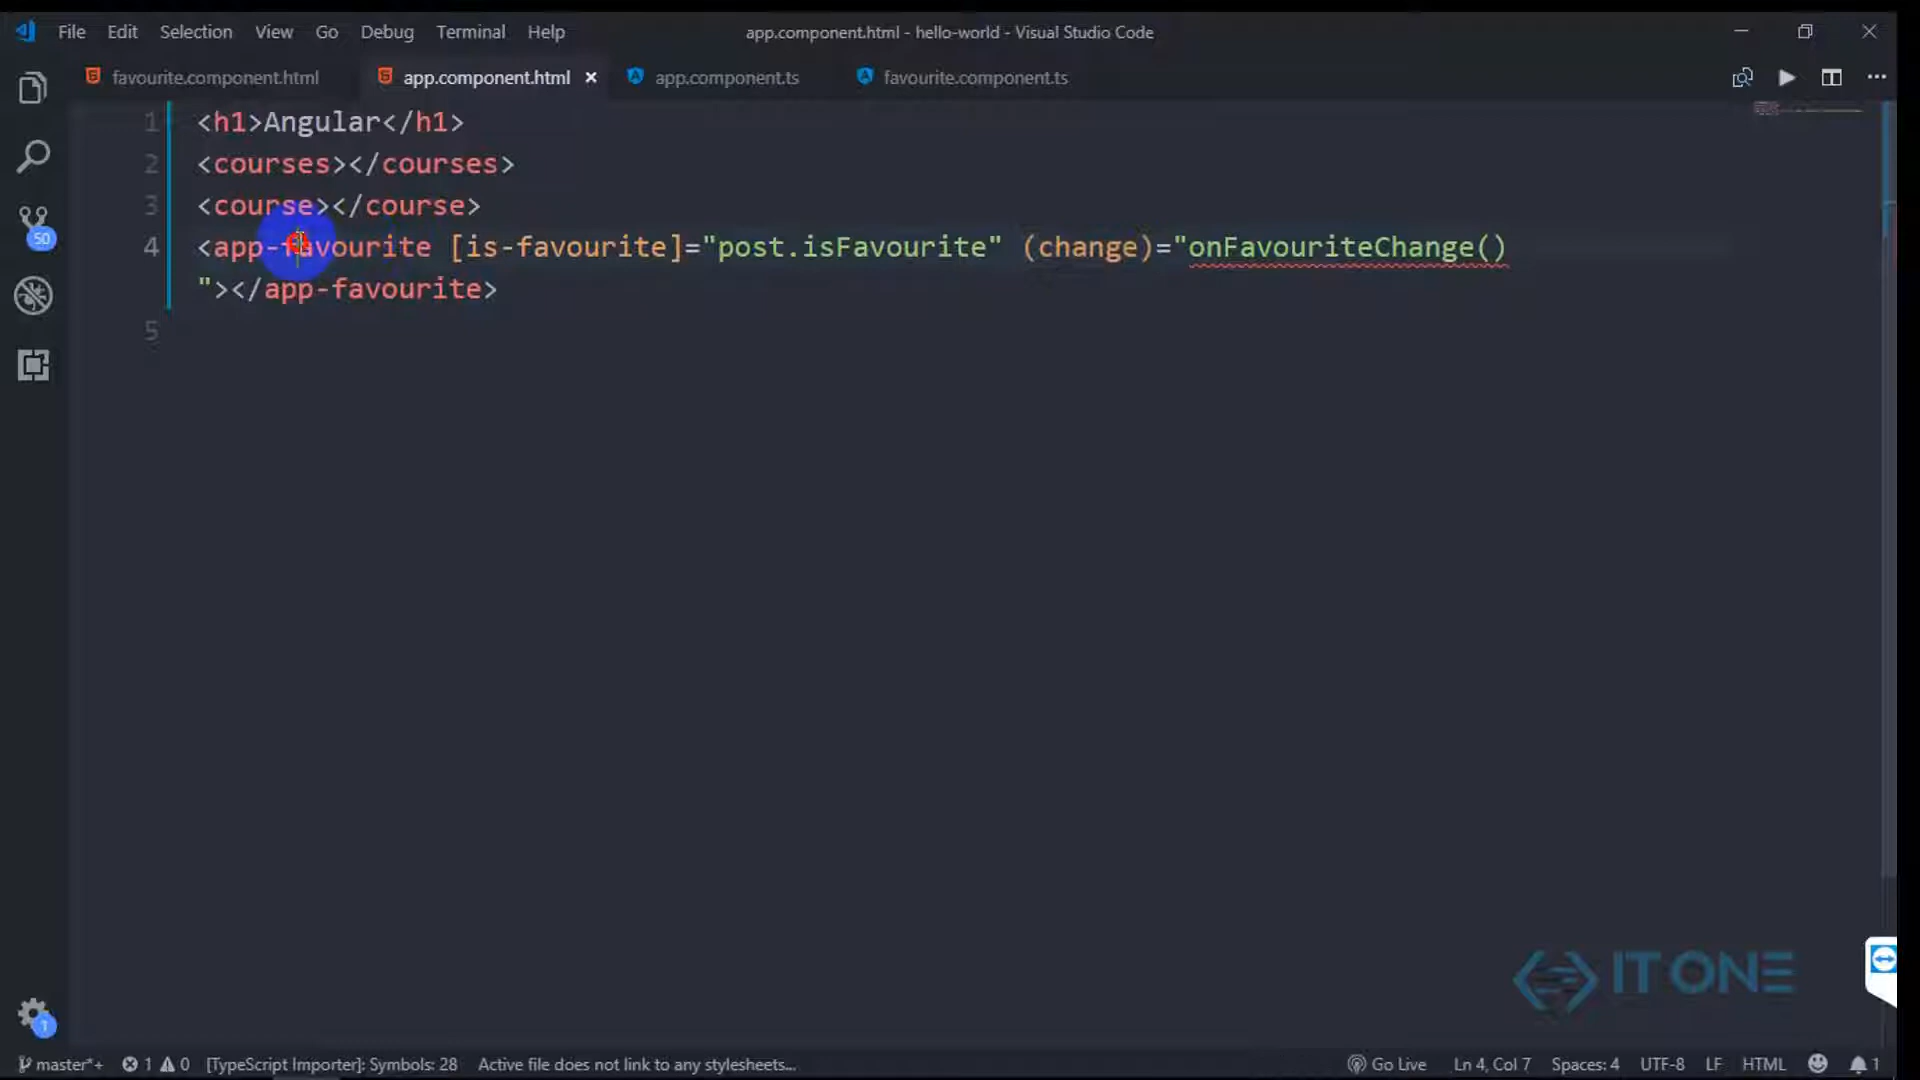 File Edit Selection View Go Debug Terminal Help
app.component.html - hello-world - Visual Studio Code
favourite.component.html app.component.html × app.component.ts favourite.component.ts
1 <h1>Angular</h1>
2 <courses></courses>
3 <course></course>
4 <app-favourite [is-favourite]="post.isFavourite" (change)="onFavouriteChange()
"></app-favourite>
5
50
IT ONE
1
master*+ 1 0 [TypeScript Importer]: Symbols: 28 Active file does not link to any stylesheets... Go Live Ln 4, Col 7 Spaces: 4 UTF-8 LF HTML 1